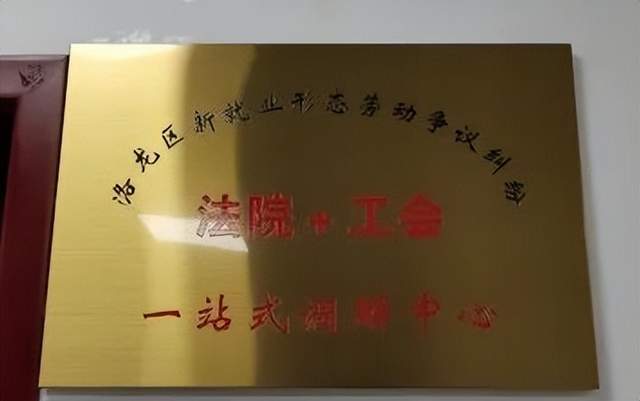 洛龙区新就业形态劳动争议纠纷
法院+工会
一站式调解中心